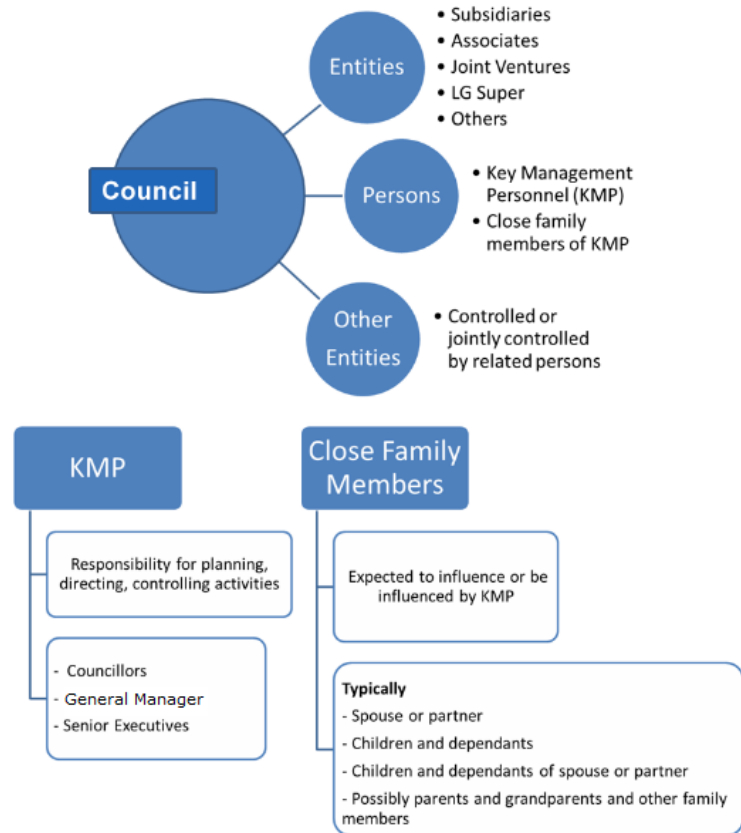 • Subsidiaries
• Associates
• Joint Ventures
• LG Super
• Others
Entities
Council
Persons
• Key Management
Personnel (KMP)
• Close family
members of KMP
Other
Entities
• Controlled or
jointly controlled
by related persons
KMP
Responsibility for planning,
directing, controlling activities
- Councillors
- General Manager
- Senior Executives
Close Family
Members
Expected to influence or be
influenced by KMP
Typically
- Spouse or partner
- Children and dependants
- Children and dependants of spouse or partner
- Possibly parents and grandparents and other family
members